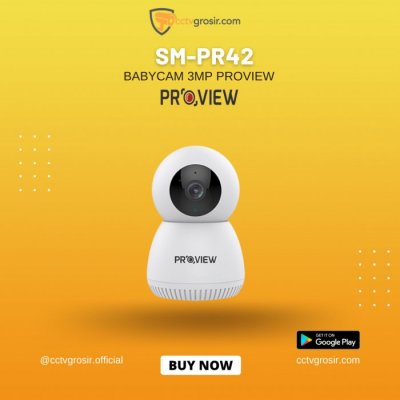 cctvgrosir.com
SM-PR42
BABYCAM 3MP PROVIEW
PROVIEW
PROVIEW
GET IT ON
Google Play
@cctvgrosir.official
BUY NOW
cctvgrosir.com